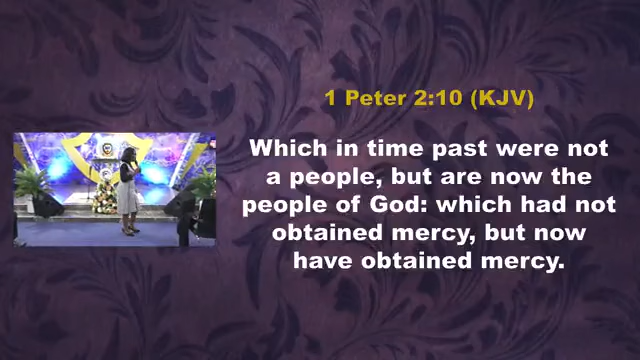 1 Peter 2:10 (KJV)
Which in time past were not
a people, but are now the
people of God: which had not
obtained mercy, but now
have obtained mercy.